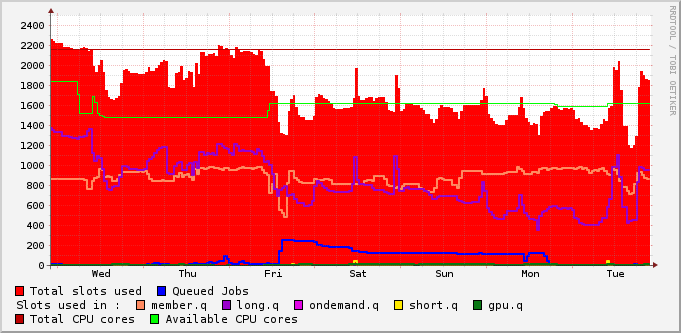 2400
2200
2000
1800
1600
1400
1200
1000
800
600
400
200
0
Wed Thu Fri Sat Sun Mon Tue
RRDTOOL / TOBI OETIKER
Total slots used Queued Jobs
Slots used in : member.q long.q ondemand.q short.q gpu.q
Total CPU cores Available CPU cores